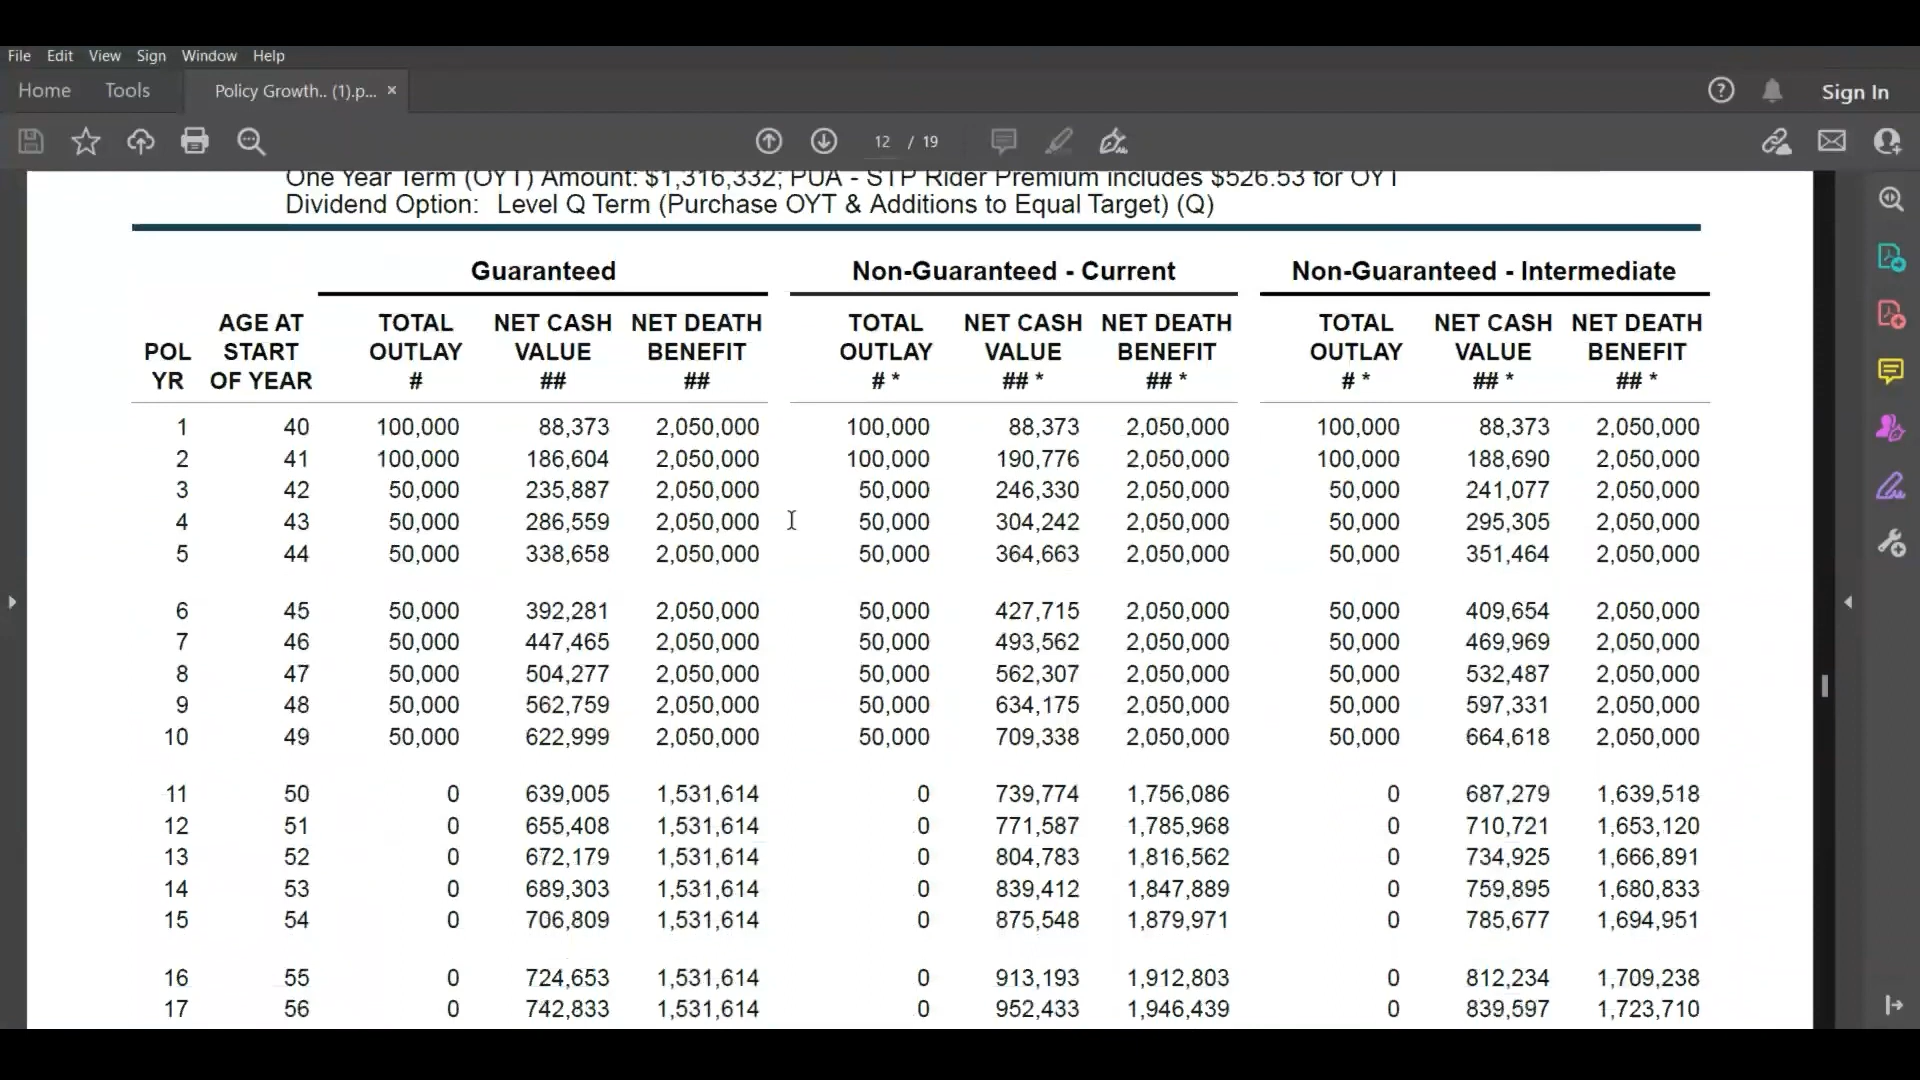 File Edit View Sign Window Help
Home Tools Policy Growth.. (1).p... × Sign In
12 / 19
One Year Term (OYT) Amount: $1,316,332; PUA - STP Rider Premium includes $526.53 for OYT
Dividend Option: Level Q Term (Purchase OYT & Additions to Equal Target) (Q)
Guaranteed Non-Guaranteed - Current Non-Guaranteed - Intermediate
AGE AT TOTAL NET CASH NET DEATH TOTAL NET CASH NET DEATH TOTAL NET CASH NET DEATH
POL START OUTLAY VALUE BENEFIT OUTLAY VALUE BENEFIT OUTLAY VALUE BENEFIT
YR OF YEAR # ## ## # * ## * ## * # * ## * ## *
1 40 100,000 88,373 2,050,000 100,000 88,373 2,050,000 100,000 88,373 2,050,000
2 41 100,000 186,604 2,050,000 100,000 190,776 2,050,000 100,000 188,690 2,050,000
3 42 50,000 235,887 2,050,000 50,000 246,330 2,050,000 50,000 241,077 2,050,000
4 43 50,000 286,559 2,050,000 50,000 304,242 2,050,000 50,000 295,305 2,050,000
5 44 50,000 338,658 2,050,000 50,000 364,663 2,050,000 50,000 351,464 2,050,000
6 45 50,000 392,281 2,050,000 50,000 427,715 2,050,000 50,000 409,654 2,050,000
7 46 50,000 447,465 2,050,000 50,000 493,562 2,050,000 50,000 469,969 2,050,000
8 47 50,000 504,277 2,050,000 50,000 562,307 2,050,000 50,000 532,487 2,050,000
9 48 50,000 562,759 2,050,000 50,000 634,175 2,050,000 50,000 597,331 2,050,000
10 49 50,000 622,999 2,050,000 50,000 709,338 2,050,000 50,000 664,618 2,050,000
11 50 0 639,005 1,531,614 0 739,774 1,756,086 0 687,279 1,639,518
12 51 0 655,408 1,531,614 0 771,587 1,785,968 0 710,721 1,653,120
13 52 0 672,179 1,531,614 0 804,783 1,816,562 0 734,925 1,666,891
14 53 0 689,303 1,531,614 0 839,412 1,847,889 0 759,895 1,680,833
15 54 0 706,809 1,531,614 0 875,548 1,879,971 0 785,677 1,694,951
16 55 0 724,653 1,531,614 0 913,193 1,912,803 0 812,234 1,709,238
17 56 0 742,833 1,531,614 0 952,433 1,946,439 0 839,597 1,723,710